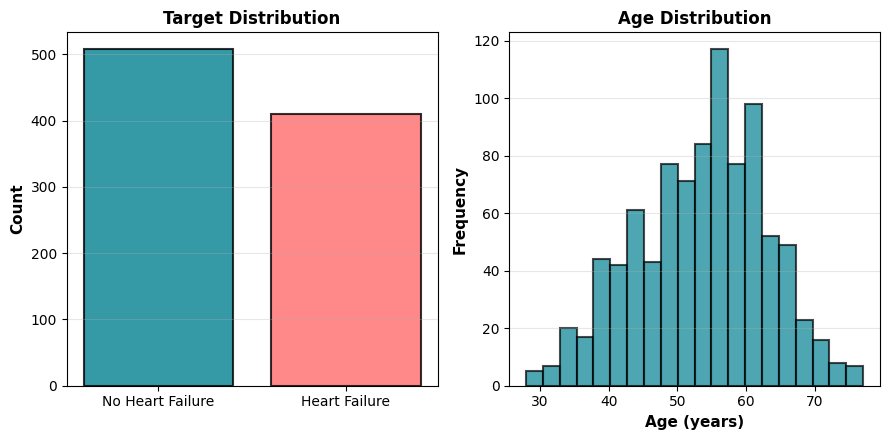 Target Distribution
Count
500
400
300
200
100
0
No Heart Failure
Heart Failure
Age Distribution
Frequency
120
100
80
60
40
20
0
30
40
50
60
70
Age (years)